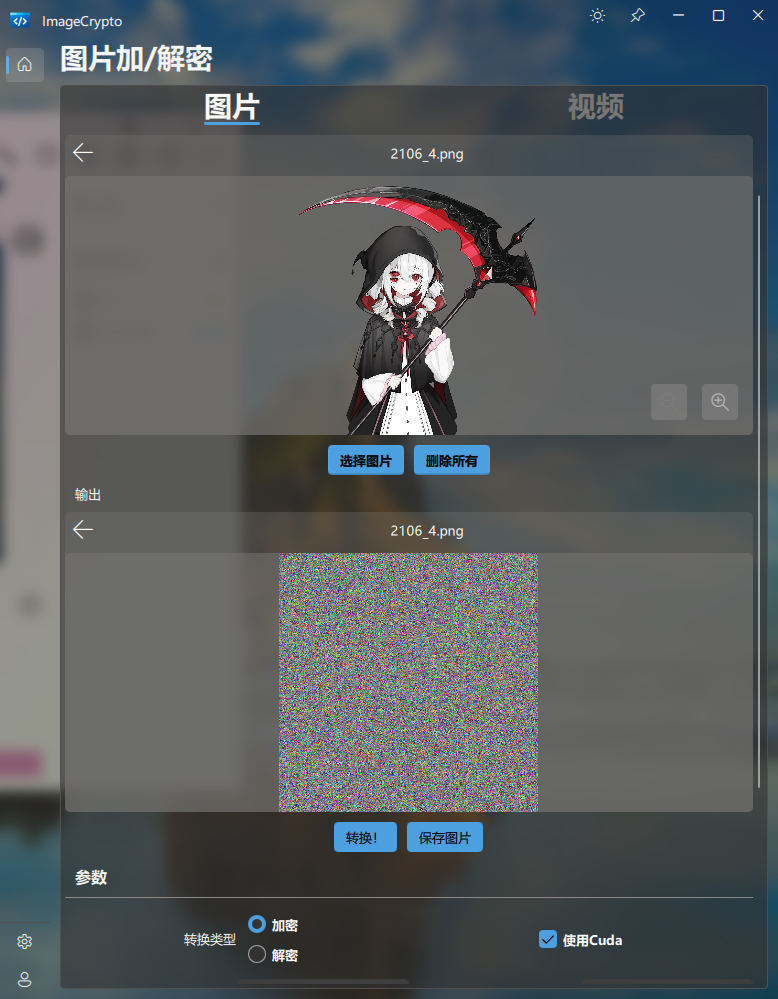 ImageCrypto
图片加/解密
图片
视频
2106_4.png
选择图片
删除所有
输出
2106_4.png
转换！
保存图片
参数
转换类型
加密
解密
使用Cuda